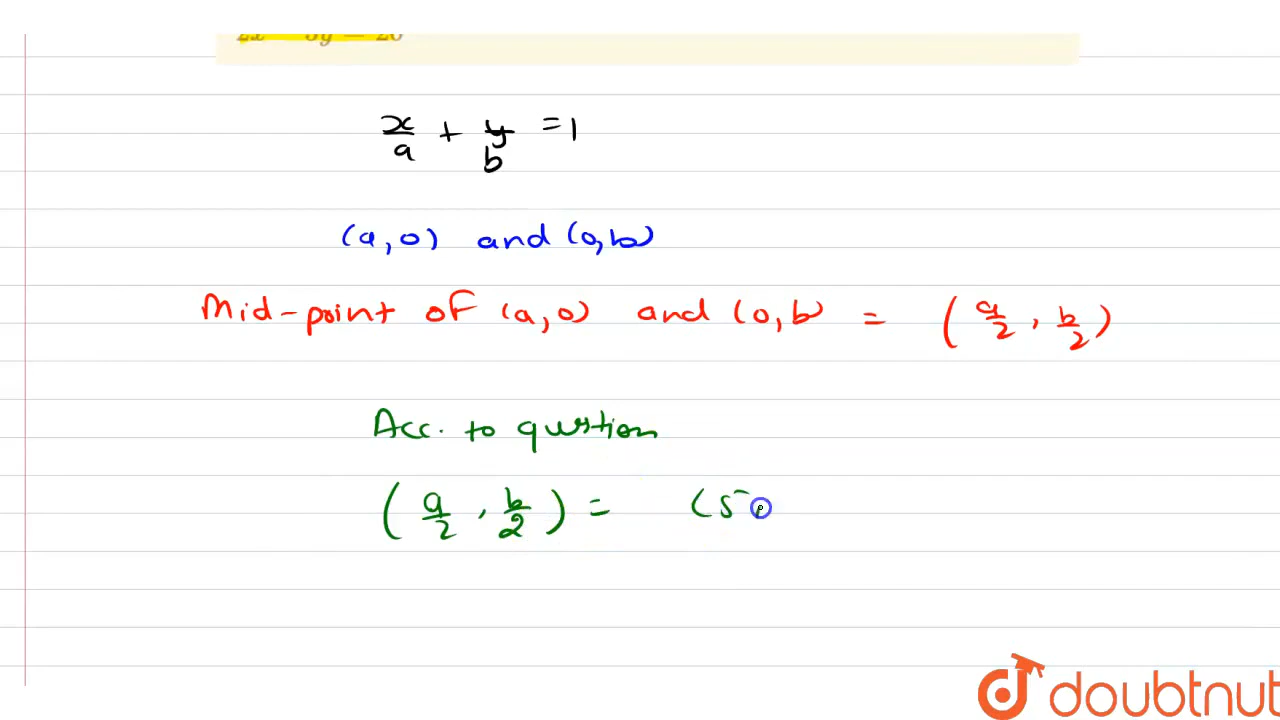 x/a + y/b = 1
(a, 0) and (0, b)
Mid-point of (a, 0) and (0, b) = (a/2, b/2)
Acc. to question
(a/2, b/2) = (5,
doubtnut